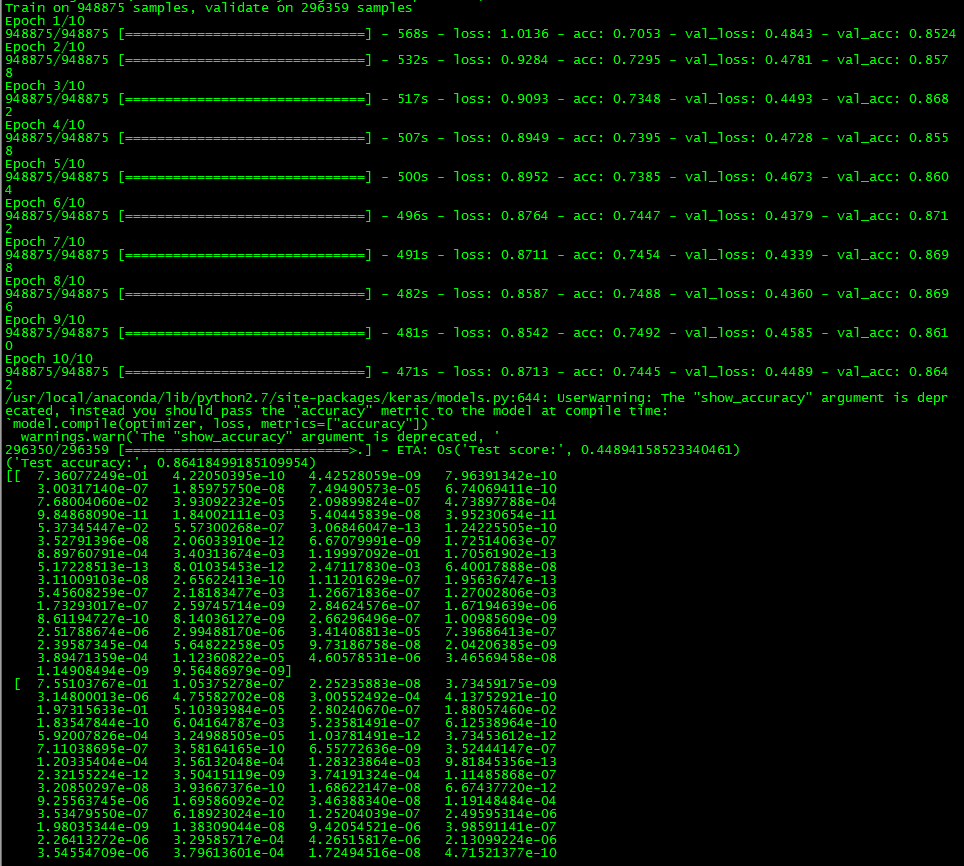 Train on 948875 samples, validate on 296359 samples
Epoch 1/10
948875/948875 [==============================] - 568s - loss: 1.0136 - acc: 0.7053 - val_loss: 0.4843 - val_acc: 0.8524
Epoch 2/10
948875/948875 [==============================] - 532s - loss: 0.9284 - acc: 0.7295 - val_loss: 0.4781 - val_acc: 0.857
8
Epoch 3/10
948875/948875 [==============================] - 517s - loss: 0.9093 - acc: 0.7348 - val_loss: 0.4493 - val_acc: 0.868
2
Epoch 4/10
948875/948875 [==============================] - 507s - loss: 0.8949 - acc: 0.7395 - val_loss: 0.4728 - val_acc: 0.855
8
Epoch 5/10
948875/948875 [==============================] - 500s - loss: 0.8952 - acc: 0.7385 - val_loss: 0.4673 - val_acc: 0.860
4
Epoch 6/10
948875/948875 [==============================] - 496s - loss: 0.8764 - acc: 0.7447 - val_loss: 0.4379 - val_acc: 0.871
2
Epoch 7/10
948875/948875 [==============================] - 491s - loss: 0.8711 - acc: 0.7454 - val_loss: 0.4339 - val_acc: 0.869
8
Epoch 8/10
948875/948875 [==============================] - 482s - loss: 0.8587 - acc: 0.7488 - val_loss: 0.4360 - val_acc: 0.869
6
Epoch 9/10
948875/948875 [==============================] - 481s - loss: 0.8542 - acc: 0.7492 - val_loss: 0.4585 - val_acc: 0.861
0
Epoch 10/10
948875/948875 [==============================] - 471s - loss: 0.8713 - acc: 0.7445 - val_loss: 0.4489 - val_acc: 0.864
2
/usr/local/anaconda/lib/python2.7/site-packages/keras/models.py:644: UserWarning: The "show_accuracy" argument is depr
ecated, instead you should pass the "accuracy" metric to the model at compile time:
`model.compile(optimizer, loss, metrics=["accuracy"])`
  warnings.warn('The "show_accuracy" argument is deprecated, '
296350/296359 [============================>.] - ETA: 0s('Test score:', 0.44894158523340461)
('Test accuracy:', 0.86418499185109954)
[[  7.36077249e-01   4.22050395e-10   4.42528059e-09   7.96391342e-10
    3.00317140e-07   1.85975750e-08   7.49490573e-05   6.74069411e-10
    7.68004060e-02   3.93092232e-05   2.09898924e-07   4.73897788e-04
    9.84868090e-11   1.84002111e-03   5.40445839e-08   3.95230654e-11
    5.37345447e-02   5.57300268e-07   3.06846047e-13   1.24225505e-10
    3.52791396e-08   2.06033910e-12   6.67079991e-09   1.72514063e-07
    8.89760791e-04   3.40313674e-03   1.19997092e-01   1.70561902e-13
    5.17228513e-13   8.01035453e-12   2.47117830e-03   6.40017888e-08
    3.11009103e-08   2.65622413e-10   1.11201629e-07   1.95636747e-13
    5.45608259e-07   2.18183477e-03   1.26671836e-07   1.27002806e-03
    1.73293017e-07   2.59745714e-09   2.84624576e-07   1.67194639e-06
    8.61194727e-10   8.14036127e-09   2.66296496e-07   1.00985609e-09
    2.51788674e-06   2.99488170e-06   3.41408813e-05   7.39686413e-07
    2.39587345e-04   5.64822258e-05   9.73186758e-08   2.04206385e-09
    3.89471359e-04   1.12360822e-05   4.60578531e-06   3.46569458e-08
    1.14908494e-09   9.56486979e-09]
 [  7.55103767e-01   1.05375278e-07   2.25235883e-08   3.73459175e-09
    3.14800013e-06   4.75582702e-08   3.00552492e-04   4.13752921e-10
    1.97315633e-01   5.10393984e-05   2.80240670e-07   1.88057460e-02
    1.83547844e-10   6.04164787e-03   5.23581491e-07   6.12538964e-10
    5.92007826e-04   3.24988505e-05   1.03781491e-12   3.73453612e-12
    7.11038695e-07   3.58164165e-10   6.55772636e-09   3.52444147e-07
    1.20335404e-04   3.56132048e-04   1.28323864e-03   9.81845356e-13
    2.32155224e-12   3.50415119e-09   3.74191324e-04   1.11485868e-07
    3.20850297e-08   3.93667376e-10   1.68622147e-08   6.67437720e-12
    9.25563745e-06   1.69586092e-02   3.46388340e-08   1.19148484e-04
    3.53479550e-07   6.18923024e-10   1.25204039e-07   2.49595314e-06
    1.98035344e-09   1.38309044e-08   9.42054521e-06   3.98591141e-07
    2.26413272e-06   3.29585717e-04   4.26515817e-06   2.13099224e-06
    3.54554709e-06   3.79613601e-04   1.72494516e-08   4.71521377e-10